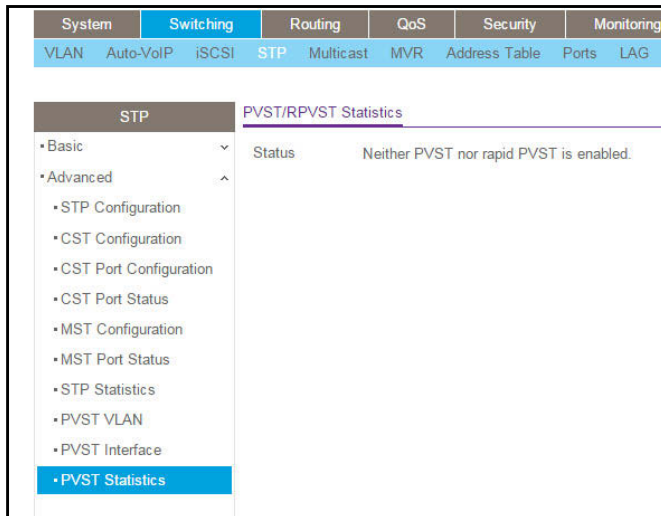 System Switching Routing QoS Security Monitoring
VLAN Auto-VoIP iSCSI STP Multicast MVR Address Table Ports LAG
STP
Basic
Advanced
STP Configuration
CST Configuration
CST Port Configuration
CST Port Status
MST Configuration
MST Port Status
STP Statistics
PVST VLAN
PVST Interface
PVST Statistics
PVST/RPVST Statistics
Status Neither PVST nor rapid PVST is enabled.